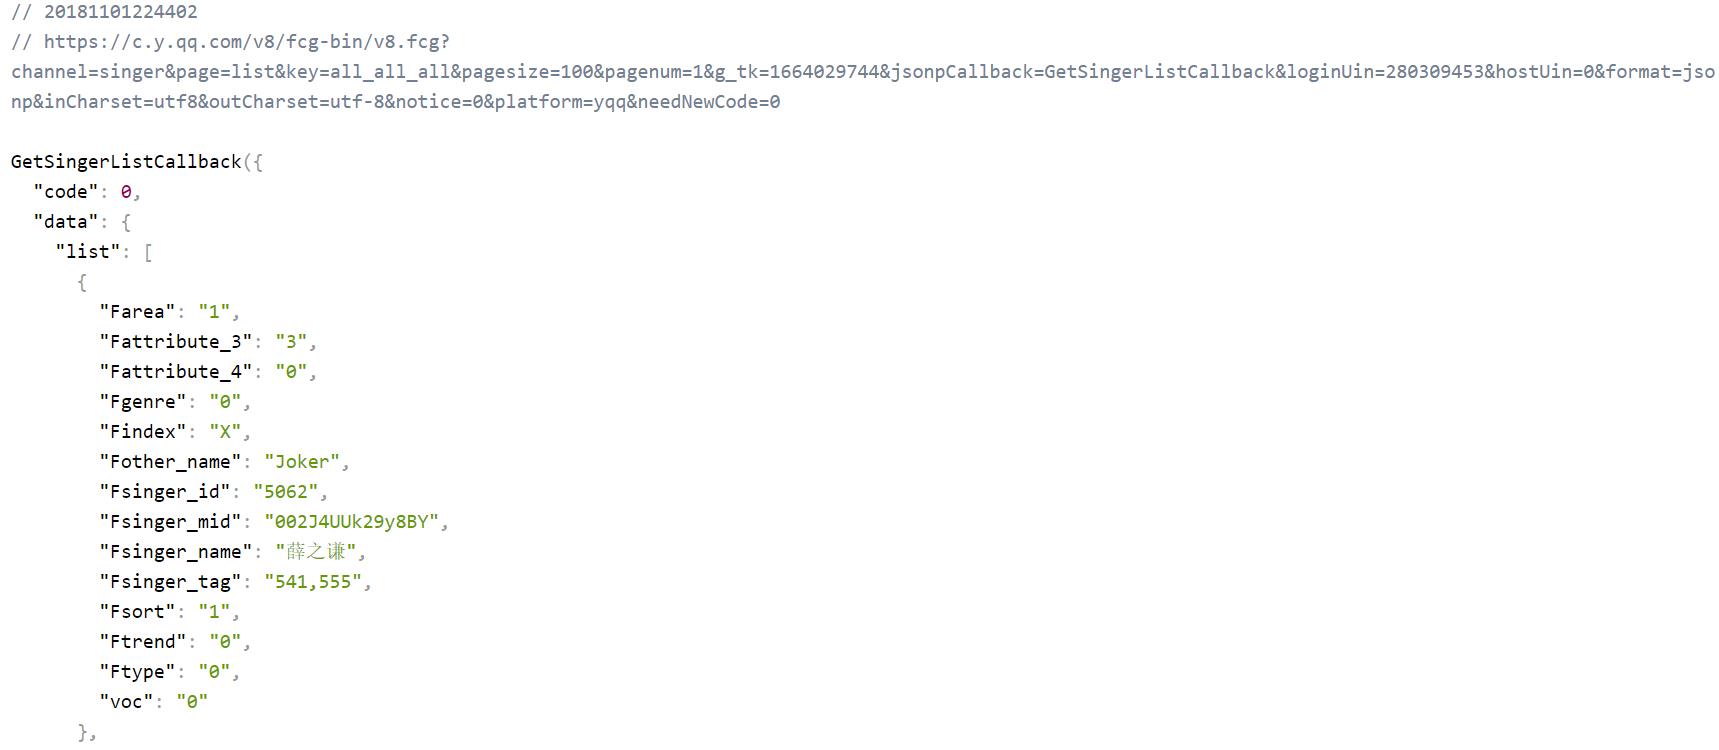 // 20181101224402
// https://c.y.qq.com/v8/fcg-bin/v8.fcg?
channel=singer&page=list&key=all_all_all&pagesize=100&pagenum=1&g_tk=1664029744&jsonpCallback=GetSingerListCallback&loginUin=280309453&hostUin=0&format=jso
np&inCharset=utf8&outCharset=utf-8&notice=0&platform=yqq&needNewCode=0
GetSingerListCallback({
"code": 0,
"data": {
"list": [
{
"Farea": "1",
"Fattribute_3": "3",
"Fattribute_4": "0",
"Fgenre": "0",
"Findex": "X",
"Fother_name": "Joker",
"Fsinger_id": "5062",
"Fsinger_mid": "002J4UUk29y8BY",
"Fsinger_name": "薛之谦",
"Fsinger_tag": "541,555",
"Fsort": "1",
"Ftrend": "0",
"Ftype": "0",
"voc": "0"
},